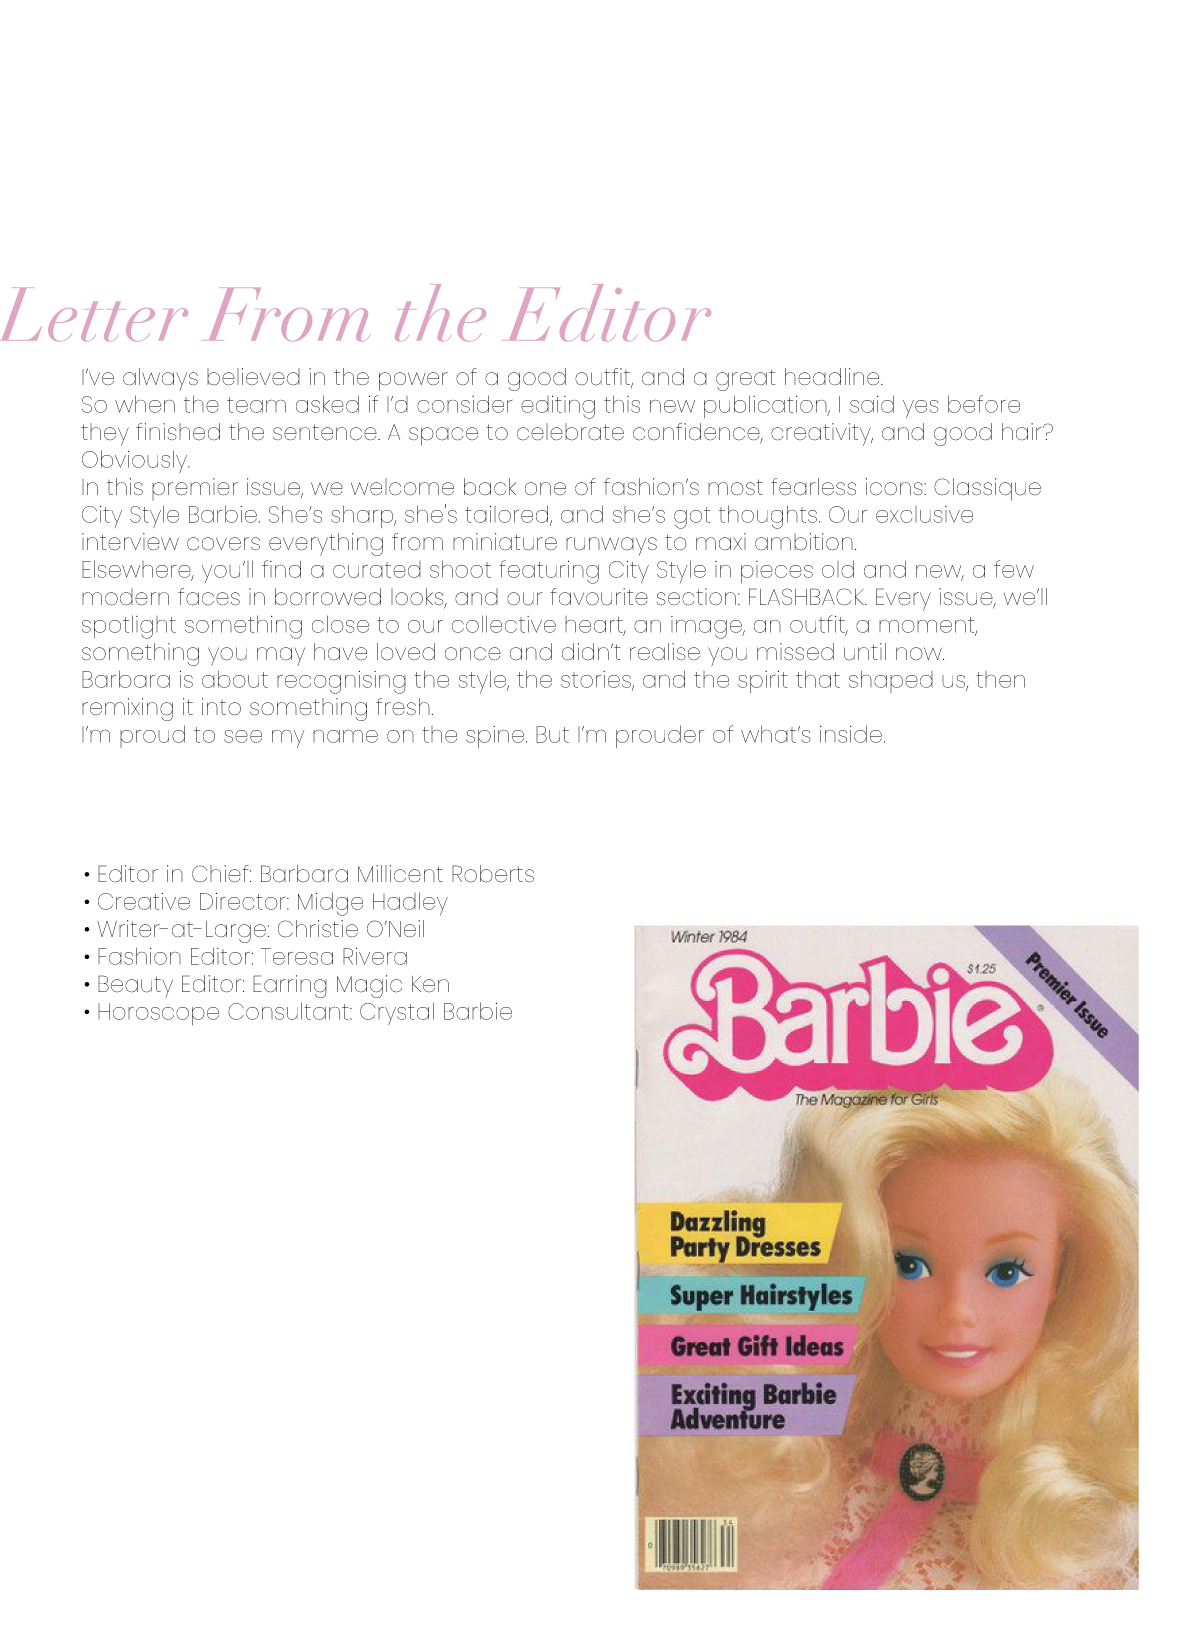 Letter From the Editor
I’ve always believed in the power of a good outfit, and a great headline.
So when the team asked if I’d consider editing this new publication, I said yes before
they finished the sentence. A space to celebrate confidence, creativity, and good hair?
Obviously.
In this premier issue, we welcome back one of fashion’s most fearless icons: Classique
City Style Barbie. She’s sharp, she's tailored, and she’s got thoughts. Our exclusive
interview covers everything from miniature runways to maxi ambition.
Elsewhere, you’ll find a curated shoot featuring City Style in pieces old and new, a few
modern faces in borrowed looks, and our favourite section: FLASHBACK. Every issue, we’ll
spotlight something close to our collective heart, an image, an outfit, a moment,
something you may have loved once and didn’t realise you missed until now.
Barbara is about recognising the style, the stories, and the spirit that shaped us, then
remixing it into something fresh.
I’m proud to see my name on the spine. But I’m prouder of what’s inside.
• Editor in Chief: Barbara Millicent Roberts
• Creative Director: Midge Hadley
• Writer-at-Large: Christie O’Neil
• Fashion Editor: Teresa Rivera
• Beauty Editor: Earring Magic Ken
• Horoscope Consultant: Crystal Barbie
Winter 1984
$1.25
Premier Issue
Barbie®
The Magazine for Girls
Dazzling
Party Dresses
Super Hairstyles
Great Gift Ideas
Exciting Barbie
Adventure
34
0
70989 35627